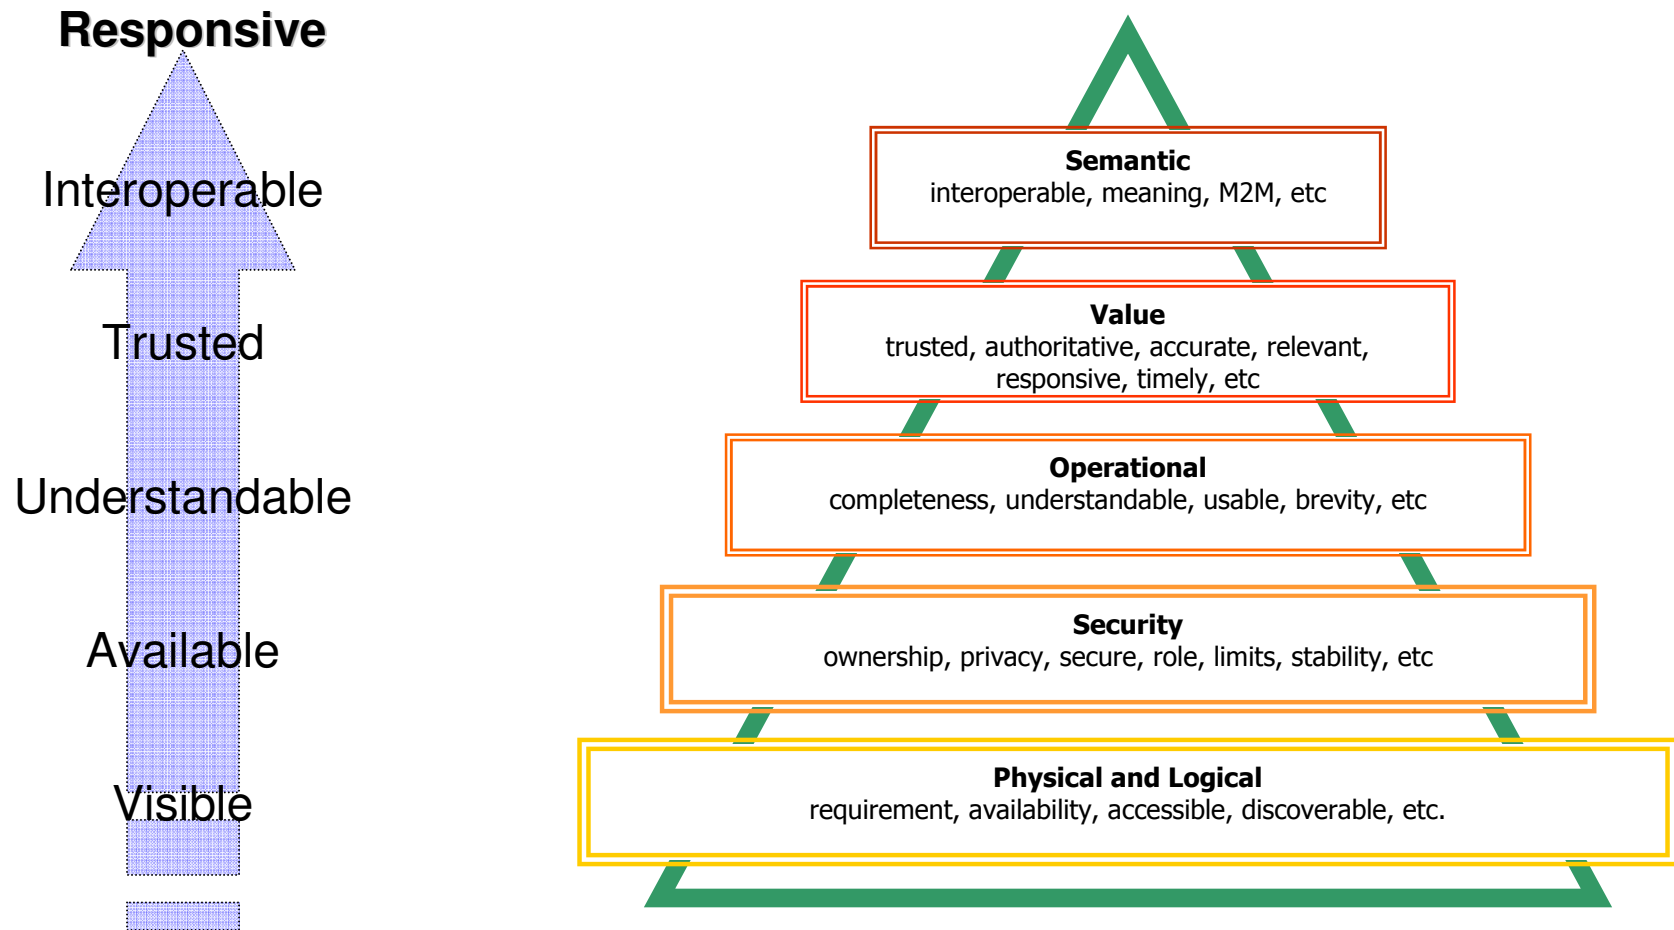 Responsive
Interoperable
Trusted
Understandable
Available
Visible
Semantic
interoperable, meaning, M2M, etc
Value
trusted, authoritative, accurate, relevant,
responsive, timely, etc
Operational
completeness, understandable, usable, brevity, etc
Security
ownership, privacy, secure, role, limits, stability, etc
Physical and Logical
requirement, availability, accessible, discoverable, etc.